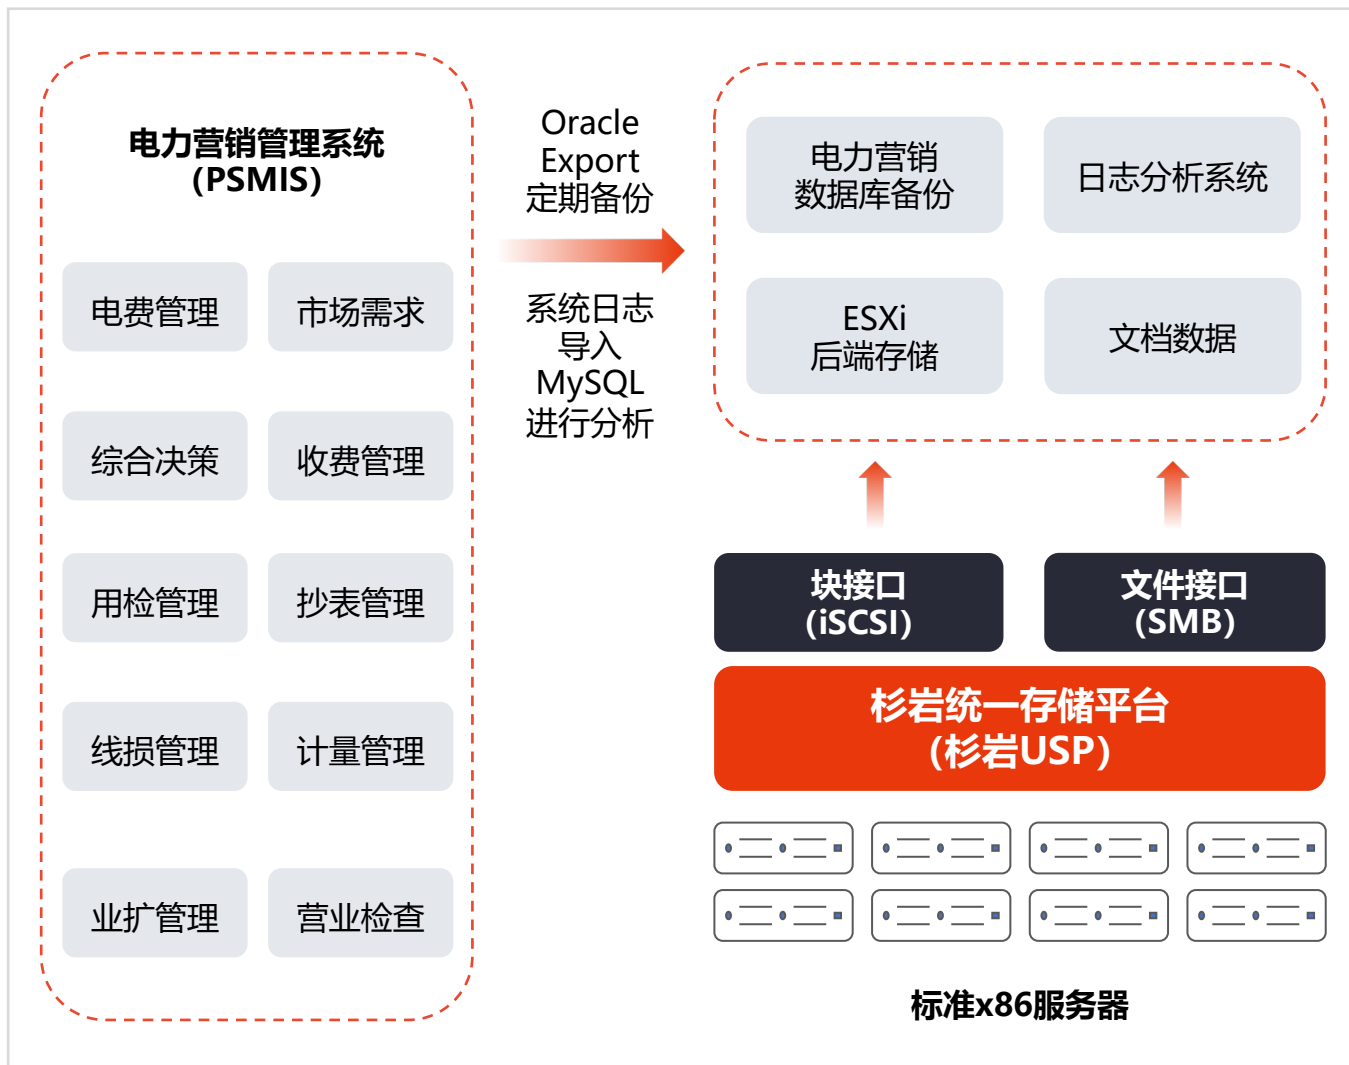 电力营销管理系统
（PSMIS）
电费管理
市场需求
综合决策
收费管理
用检管理
抄表管理
线损管理
计量管理
业扩管理
营业检查
Oracle
Export
定期备份
系统日志
导入
MySQL
进行分析
电力营销
数据库备份
日志分析系统
ESXi
后端存储
文档数据
块接口
（iSCSI）
文件接口
（SMB）
杉岩统一存储平台
（杉岩USP）
标准x86服务器